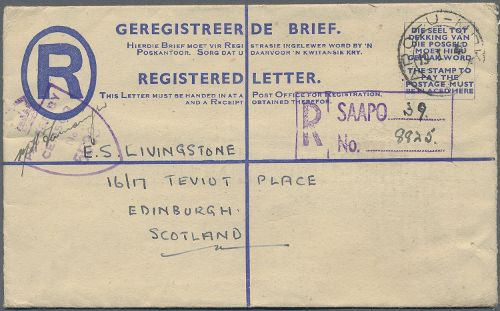 GEREGISTREERDE BRIEF.
HIERDIE BRIEF MOET VIR REGISTRASIE INGELEWER WORD BY 'N
POSKANTOOR. SORG DAT U DAARVOOR 'N KWITANSIE KRY.
R
REGISTERED LETTER.
THIS LETTER MUST BE HANDED IN AT A POST OFFICE FOR REGISTRATION,
AND A RECEIPT OBTAINED THEREFOR.
DIE SEEL TOT
DEKKING VAN
DIE POSGELD
MOET HIER
GEPLAK WORD.
THE STAMP TO
PAY THE
POSTAGE MUST
BE PLACED HERE
R SAAPO 39.
No. 8825.
E.S. LIVINGSTONE
16/17 TEVIOT PLACE
EDINBURGH.
SCOTLAND